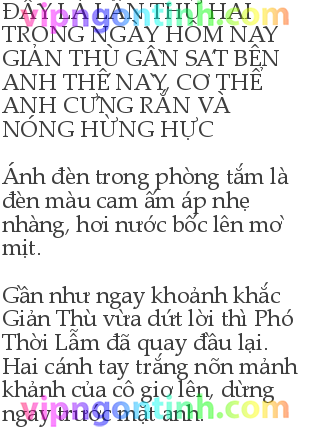 ĐÂY LÀ LẦN THỨ HAI
TRONG NGÀY HÔM NAY
GIẢN THÙ GẦN SÁT BÊN
ANH THẾ NÀY, CƠ THỂ
ANH CỨNG RẮN VÀ
NÓNG HỪNG HỰC
Ánh đèn trong phòng tắm là
đèn màu cam ấm áp nhẹ
nhàng, hơi nước bốc lên mờ
mịt.
Gần như ngay khoảnh khắc
Giản Thù vừa dứt lời thì Phó
Thời Lẫm đã quay đầu lại.
Hai cánh tay trắng nõn mảnh
khảnh của cô giơ lên, dừng
ngay trước mặt anh.
vipngontinh.com
vipngontinh.com
vipngontinh.com
vipngontinh.com